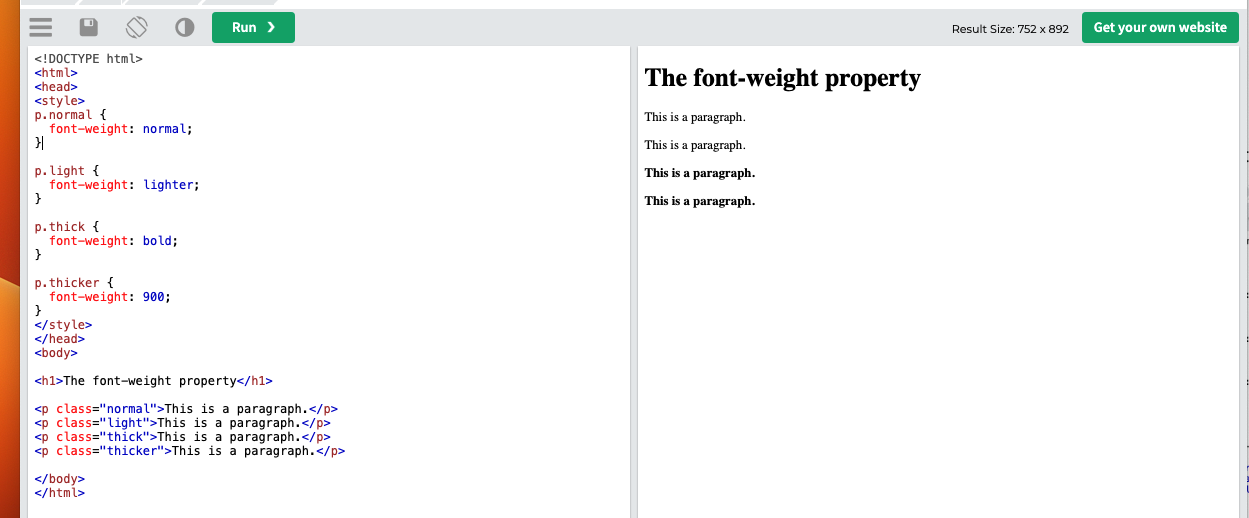 Run ❯
Result Size: 752 x 892
Get your own website
<!DOCTYPE html>
<html>
<head>
<style>
p.normal {
  font-weight: normal;
}

p.light {
  font-weight: lighter;
}

p.thick {
  font-weight: bold;
}

p.thicker {
  font-weight: 900;
}
</style>
</head>
<body>

<h1>The font-weight property</h1>

<p class="normal">This is a paragraph.</p>
<p class="light">This is a paragraph.</p>
<p class="thick">This is a paragraph.</p>
<p class="thicker">This is a paragraph.</p>

</body>
</html>
The font-weight property
This is a paragraph.
This is a paragraph.
This is a paragraph.
This is a paragraph.